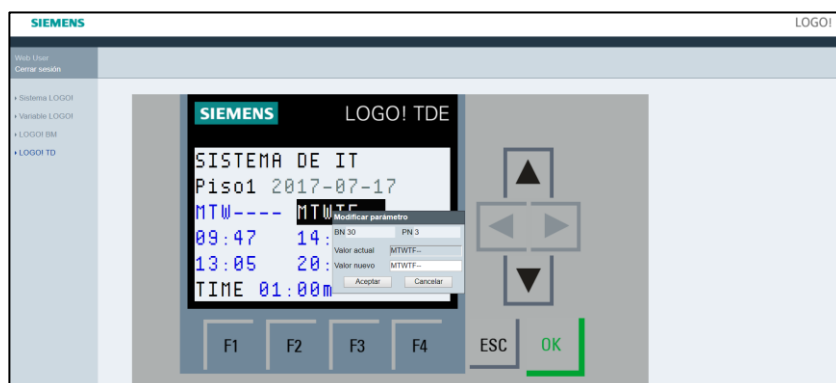 SIEMENS LOGO!
Web User
Cerrar sesión
Sistema LOGO!
Variable LOGO!
LOGO! BM
LOGO! TD
SIEMENS LOGO! TDE
SISTEMA DE IT
Piso1 2017-07-17
MTW---- MTWTF
09:47 14:
13:05 20:
TIME 01:00m
Modificar parámetro
BN 30 PN 3
Valor actual MTWTF--
Valor nuevo MTWTF--
Aceptar Cancelar
F1 F2 F3 F4 ESC OK